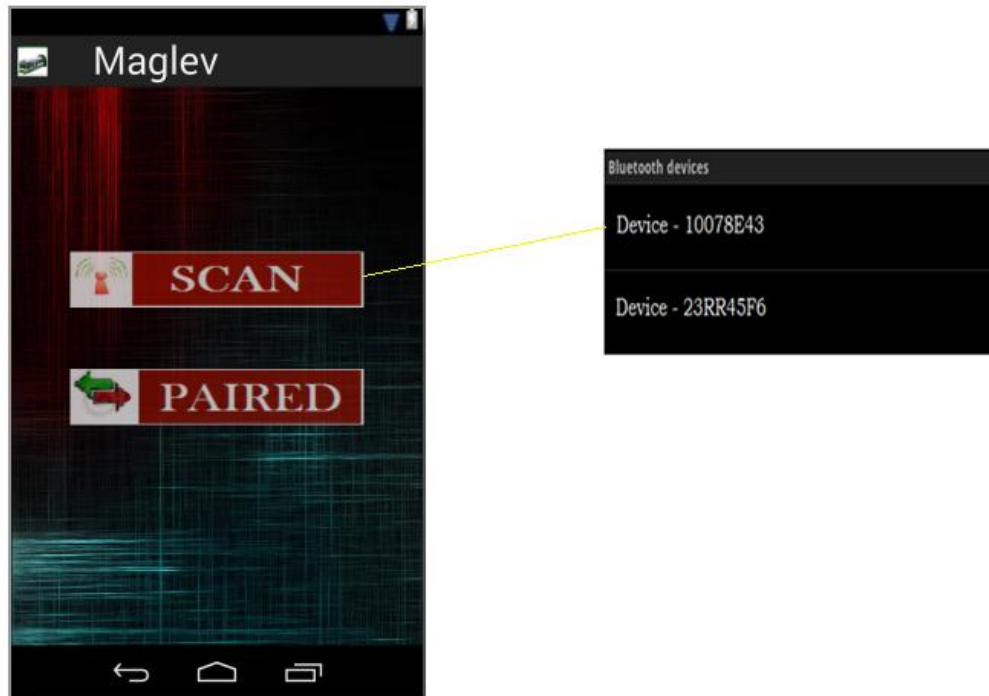 Maglev
SCAN
PAIRED
Bluetooth devices
Device - 10078E43
Device - 23RR45F6